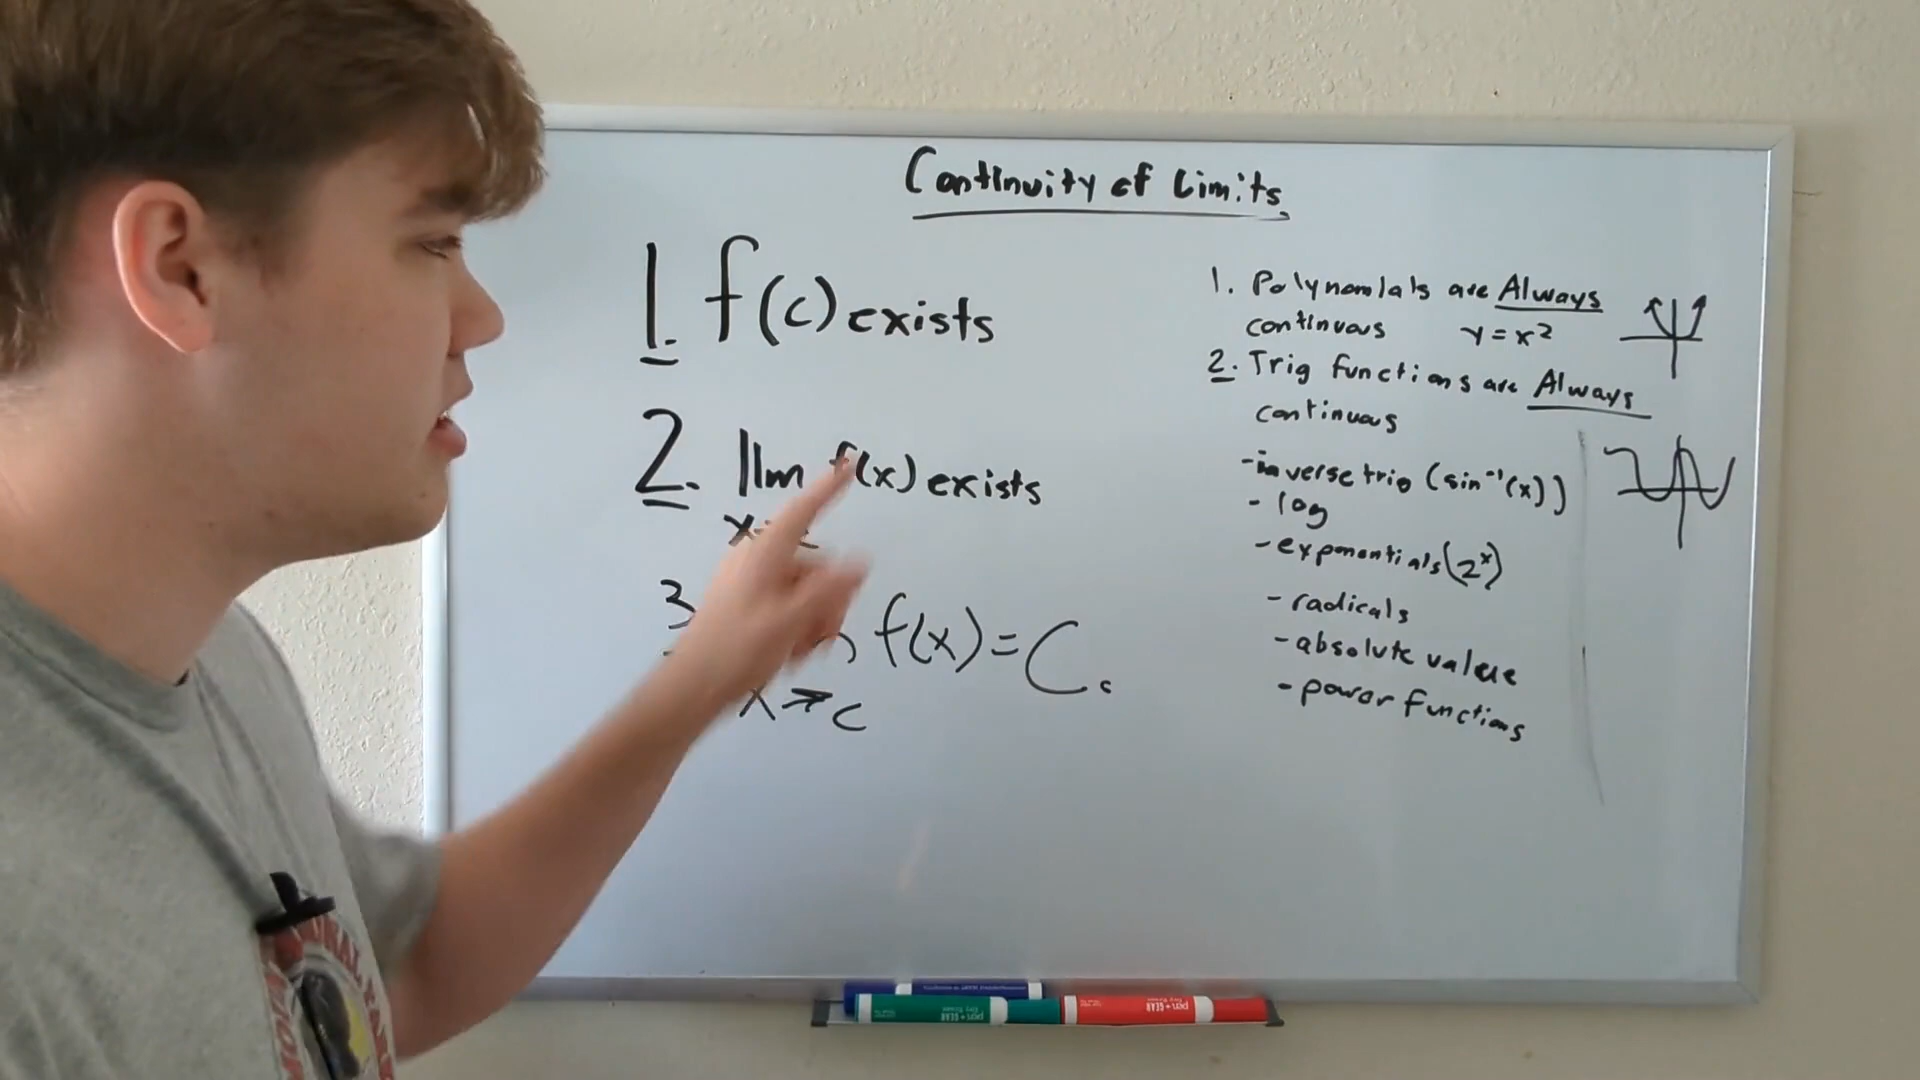 Continuity of Limits
1. f(c) exists
2. lim f(x) exists
3 f(x) = C.
x→c
1. Polynomials are Always
continuous y = x²
2. Trig functions are Always
continuous
-inverse trig (sin⁻¹(x))
- log
- exponentials (2ˣ)
- radicals
- absolute value
- power functions